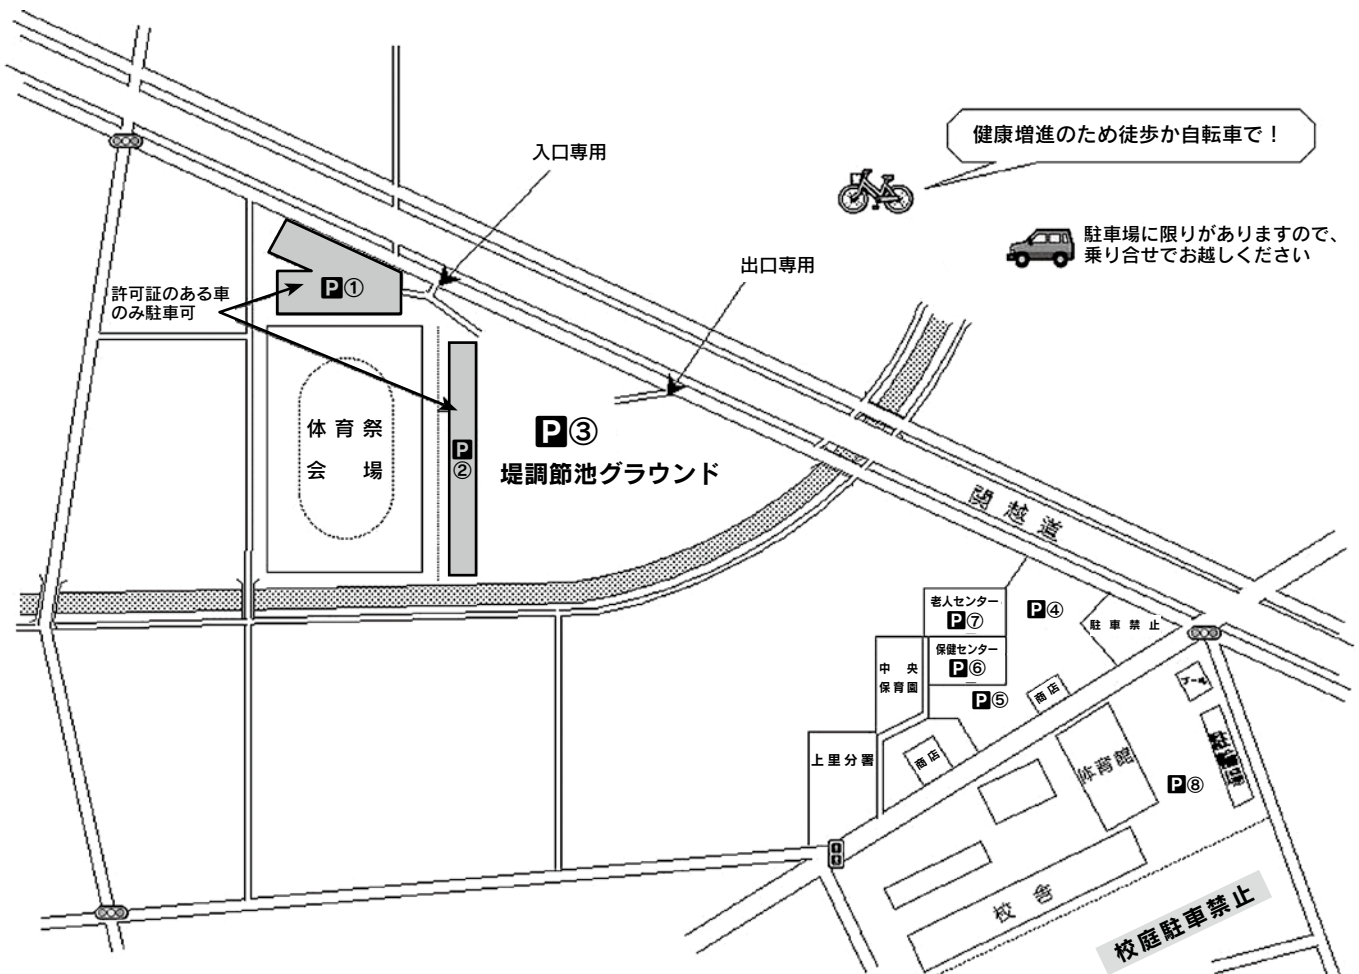 健康増進のため徒歩か自転車で！
入口専用
駐車場に限りがありますので、
乗り合せでお越しください
出口専用
許可証のある車
のみ駐車可
P①
体育祭
会場
P
②
P③
堤調節池グラウンド
関越道
老人センター
P⑦
P④
駐車禁止
保健センター
P⑥
中央
保育園
P⑤
商店
プール
上里分署
商店
体育館
P⑧
校舎
校庭駐車禁止